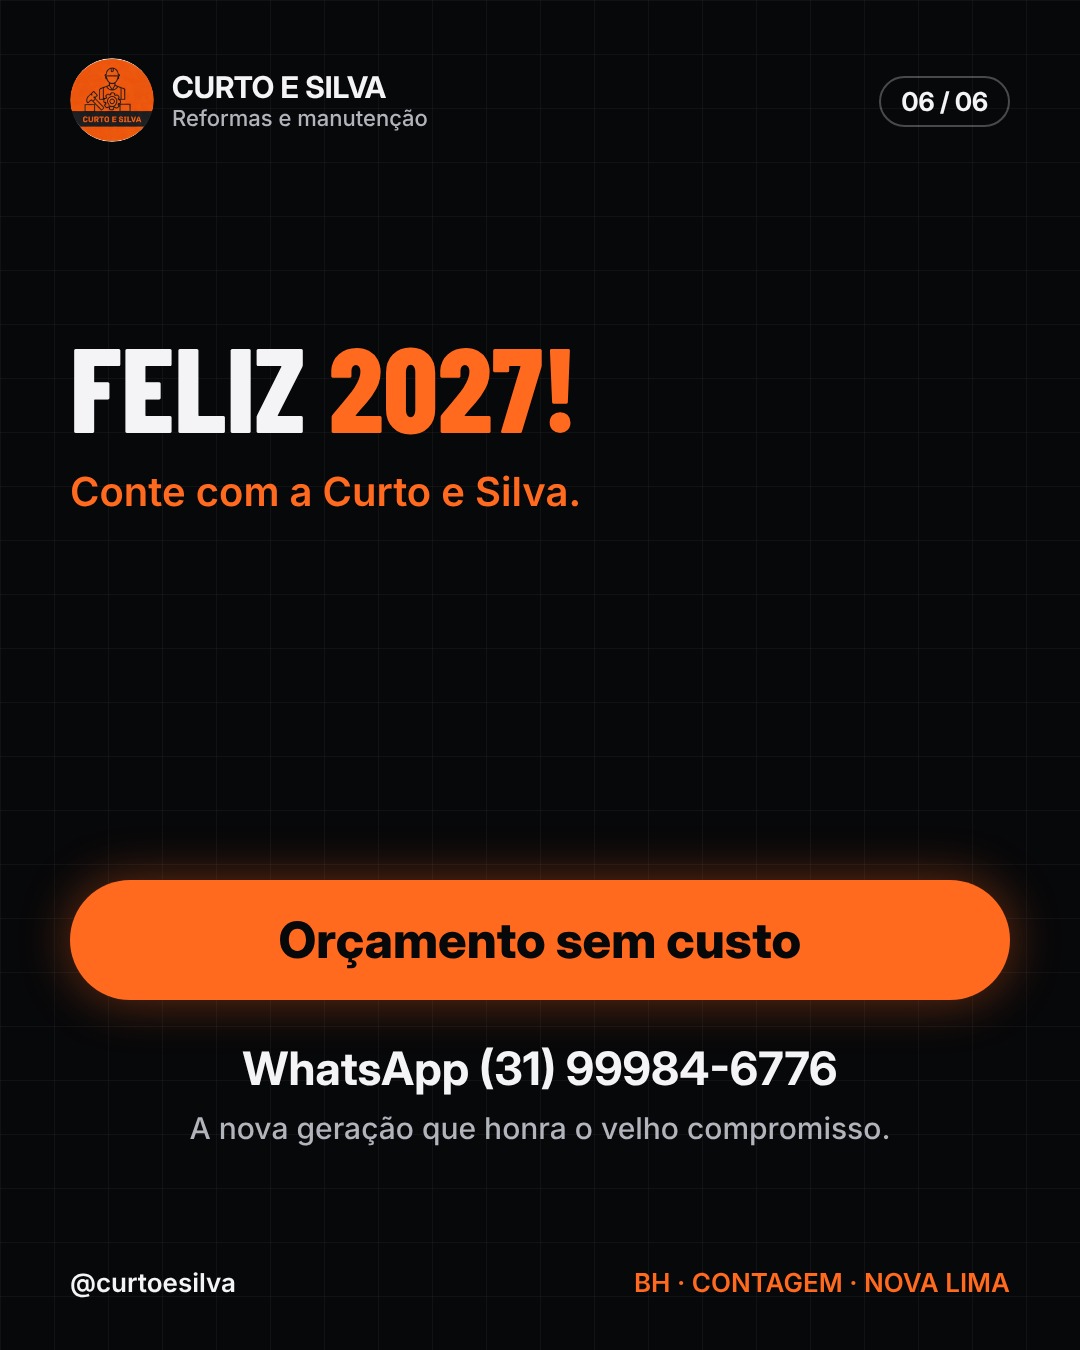 CURTO E SILVA
CURTO E SILVA
Reformas e manutenção
06 / 06
FELIZ 2027!
Conte com a Curto e Silva.
Orçamento sem custo
WhatsApp (31) 99984-6776
A nova geração que honra o velho compromisso.
@curtoesilva
BH · CONTAGEM · NOVA LIMA